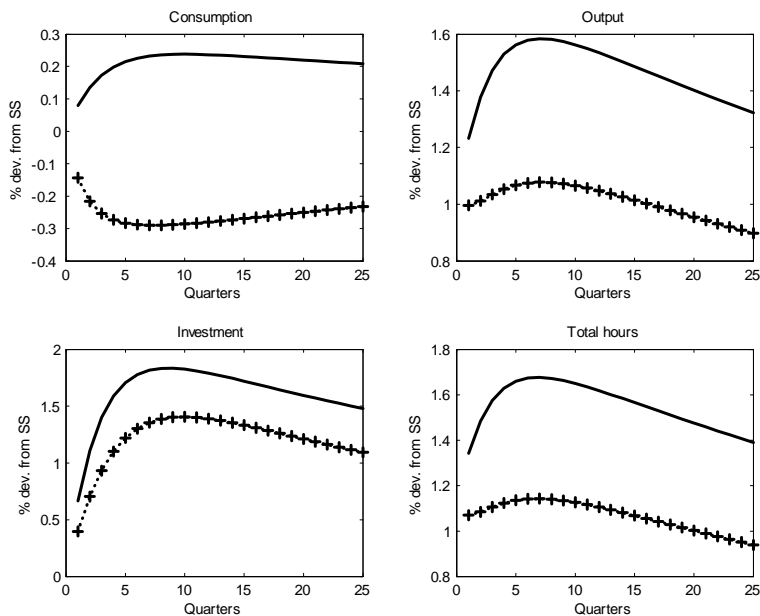 Consumption
% dev. from SS
0.3
0.2
0.1
0
-0.1
-0.2
-0.3
-0.4
0 5 10 15 20 25
Quarters
Output
% dev. from SS
1.6
1.4
1.2
1
0.8
0 5 10 15 20 25
Quarters
Investment
% dev. from SS
2
1.5
1
0.5
0
0 5 10 15 20 25
Quarters
Total hours
% dev. from SS
1.8
1.6
1.4
1.2
1
0.8
0 5 10 15 20 25
Quarters